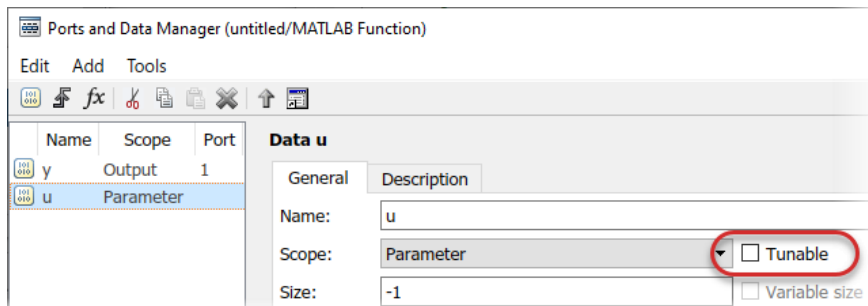 Ports and Data Manager (untitled/MATLAB Function)
Edit Add Tools
fx
Name Scope Port
y Output 1
u Parameter
Data u
General Description
Name: u
Scope: Parameter Tunable
Size: -1 Variable size